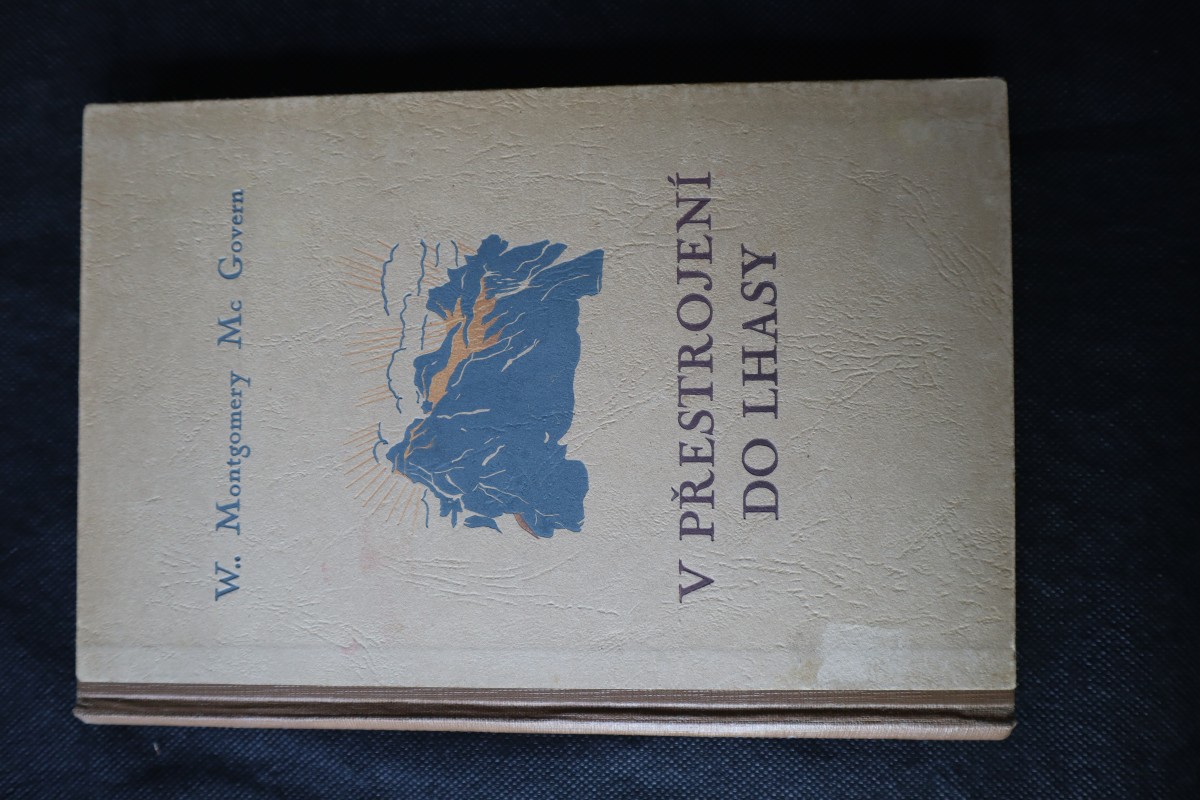 W.. Montgomery Mc Govern
V PŘESTROJENÍ
DO LHASY